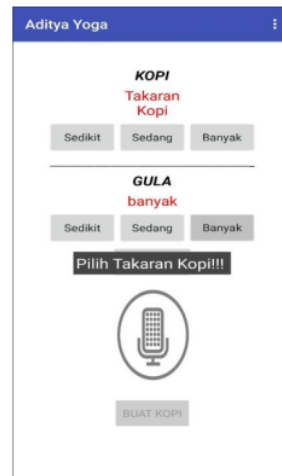 Aditya Yoga
KOPI
Takaran
Kopi
Sedikit Sedang Banyak
GULA
banyak
Sedikit Sedang Banyak
Pilih Takaran Kopi!!!
BUAT KOPI